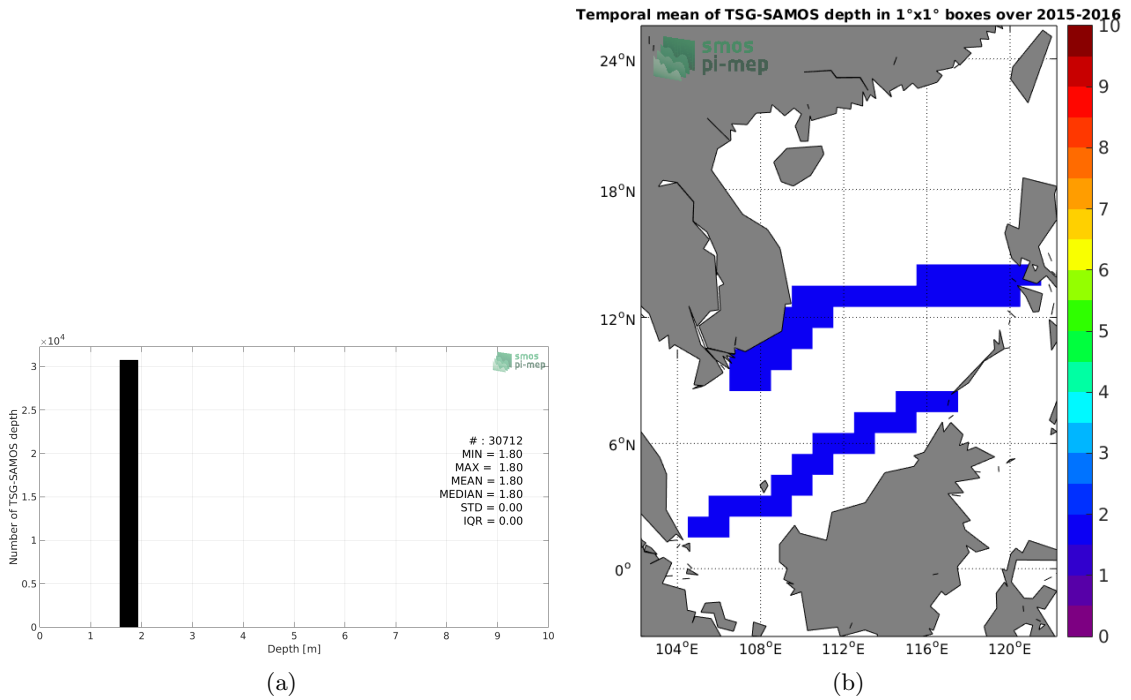 Temporal mean of TSG-SAMOS depth in 1°x1° boxes over 2015-2016
smos
pi-mep
24°N
18°N
12°N
6°N
0°
104°E
108°E
112°E
116°E
120°E
10
9
8
7
6
5
4
3
2
1
0
(b)
×10⁴
smos
pi-mep
Number of TSG-SAMOS depth
3
2.5
2
1.5
1
0.5
0
# : 30712
MIN = 1.80
MAX = 1.80
MEAN = 1.80
MEDIAN = 1.80
STD = 0.00
IQR = 0.00
0 1 2 3 4 5 6 7 8 9 10
Depth [m]
(a)